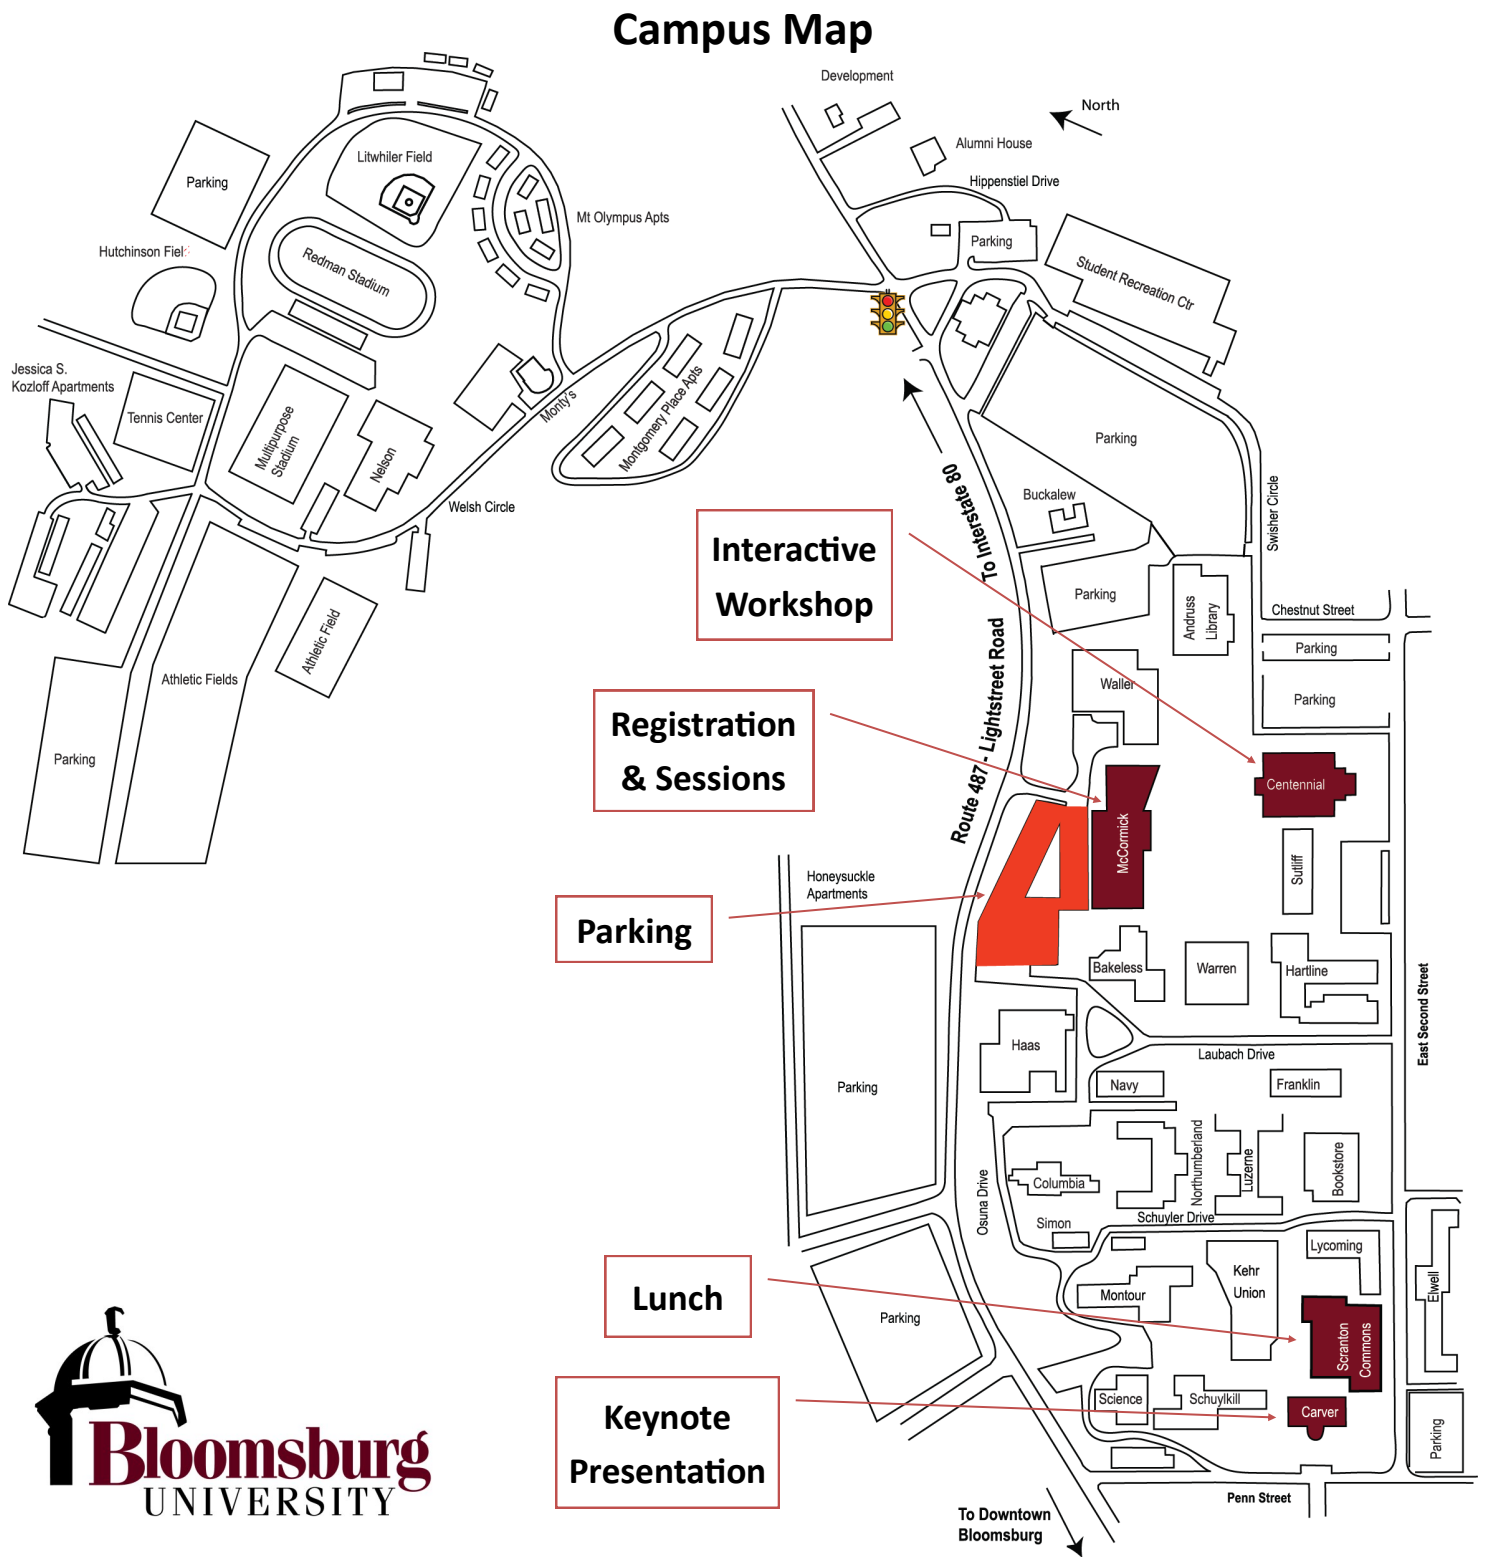 Campus Map
Development
North
Alumni House
Hippenstiel Drive
Litwhiler Field
Parking
Mt Olympus Apts
Hutchinson Fiel
Redman Stadium
Parking
Student Recreation Ctr
Jessica S.
Kozloff Apartments
Tennis Center
Multipurpose
Stadium
Nelson
Monty's
Montgomery Place Apts
Welsh Circle
Parking
To Interstate 80
Buckalew
Swisher Circle
Interactive
Workshop
Parking
Andruss
Library
Chestnut Street
Parking
Parking
Athletic Field
Athletic Fields
Parking
Waller
Registration
& Sessions
Route 487 - Lightstreet Road
Centennial
McCormick
Sutliff
Honeysuckle
Apartments
Parking
Bakeless
Warren
Hartline
East Second Street
Haas
Laubach Drive
Parking
Navy
Franklin
Northumberland
Luzerne
Bookstore
Columbia
Osuna Drive
Simon
Schuyler Drive
Lycoming
Kehr
Union
Elwell
Montour
Lunch
Parking
Scranton
Commons
Keynote
Presentation
Science
Schuylkill
Carver
Parking
Penn Street
To Downtown
Bloomsburg
Bloomsburg
UNIVERSITY